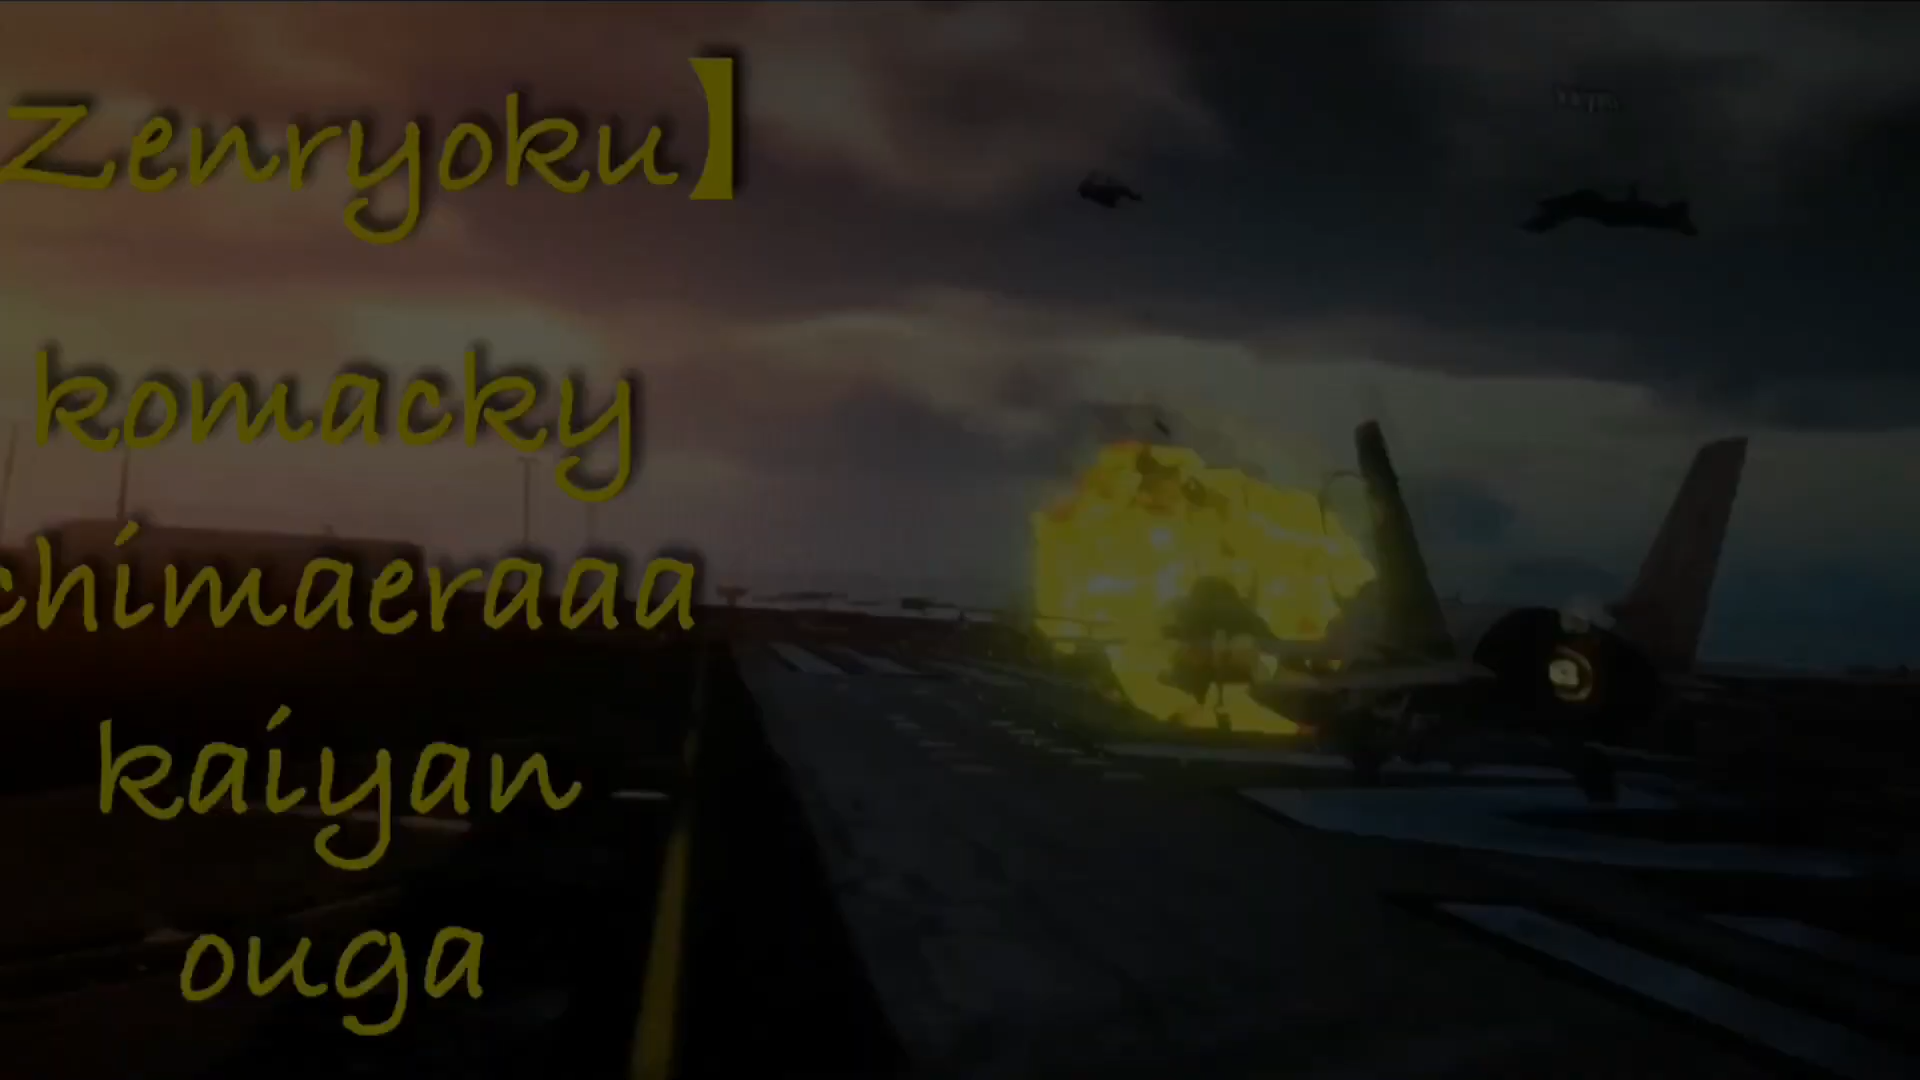 Zenryoku】
komacky
chimaeraaa
kaiyan
ouga